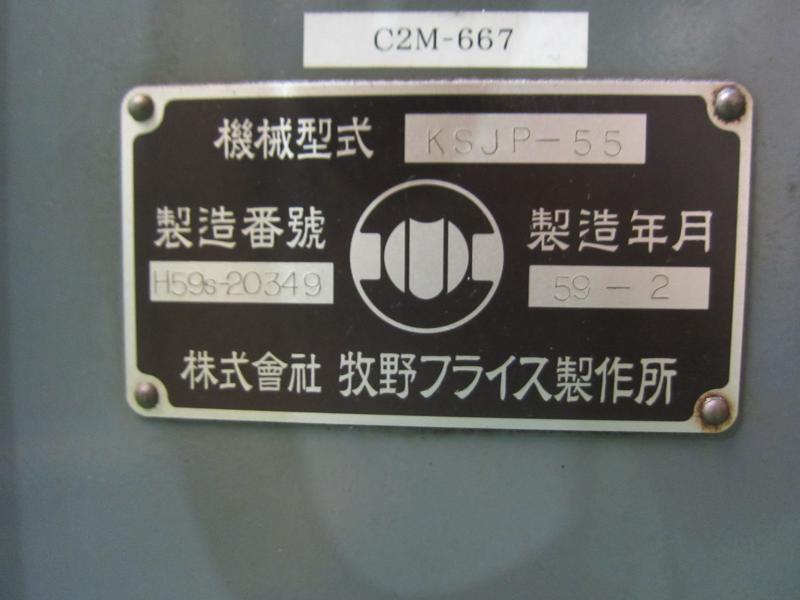 C2M-667
機械型式 KSJP-55
製造番號 製造年月
H59s-20349 59-2
株式會社 牧野フライス製作所